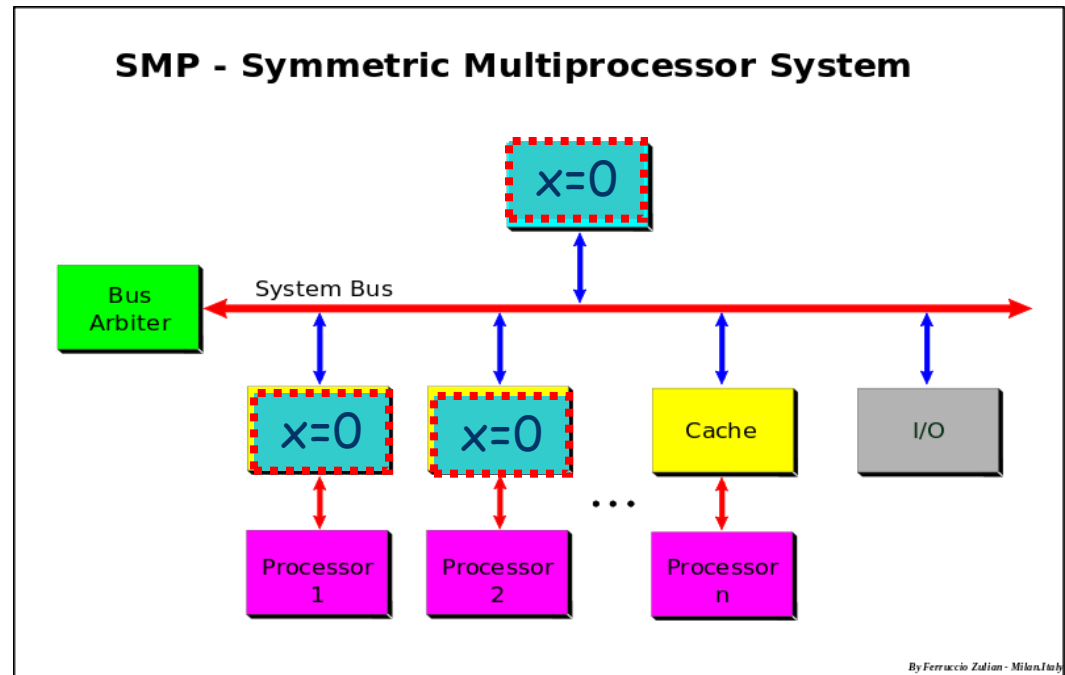 SMP - Symmetric Multiprocessor System
x=0
System Bus
Bus
Arbiter
x=0
x=0
Cache
I/O
...
Processor
1
Processor
2
Processor
n
By Ferruccio Zulian - Milan.Italy